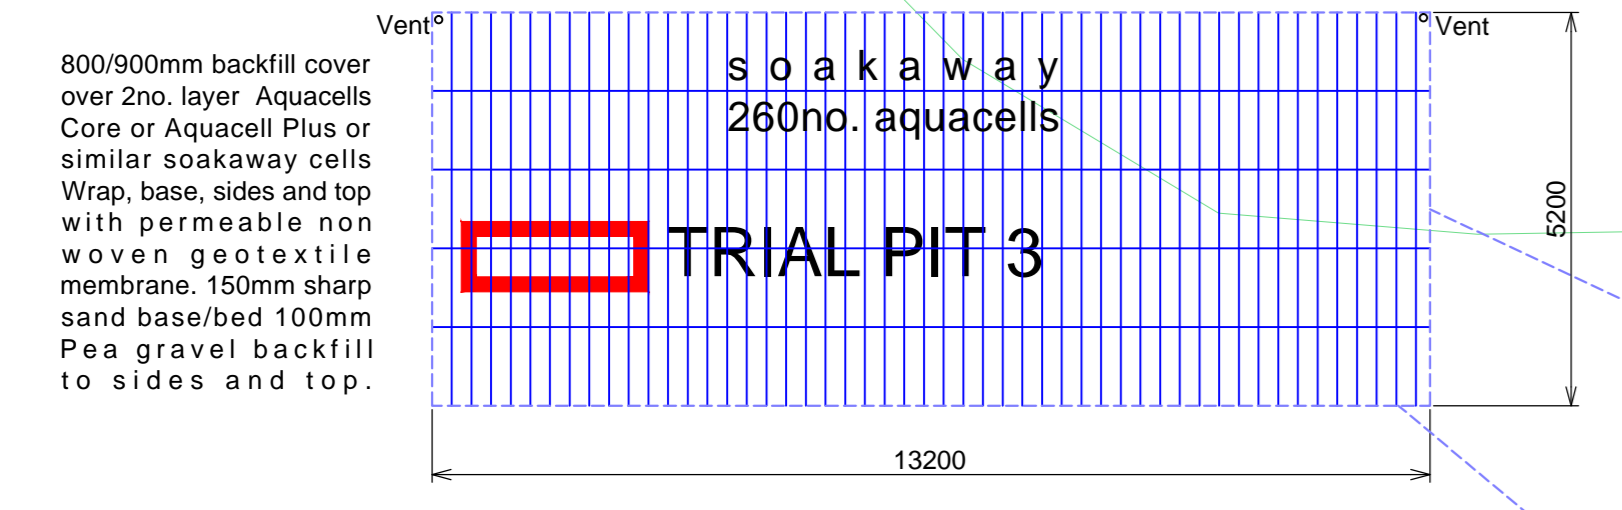 Vent
Vent
800/900mm backfill cover
over 2no. layer Aquacells
Core or Aquacell Plus or
similar soakaway cells
Wrap, base, sides and top
with permeable non
woven geotextile
membrane. 150mm sharp
sand base/bed 100mm
Pea gravel backfill
to sides and top.
soakaway
260no. aquacells
TRIAL PIT 3
5200
13200